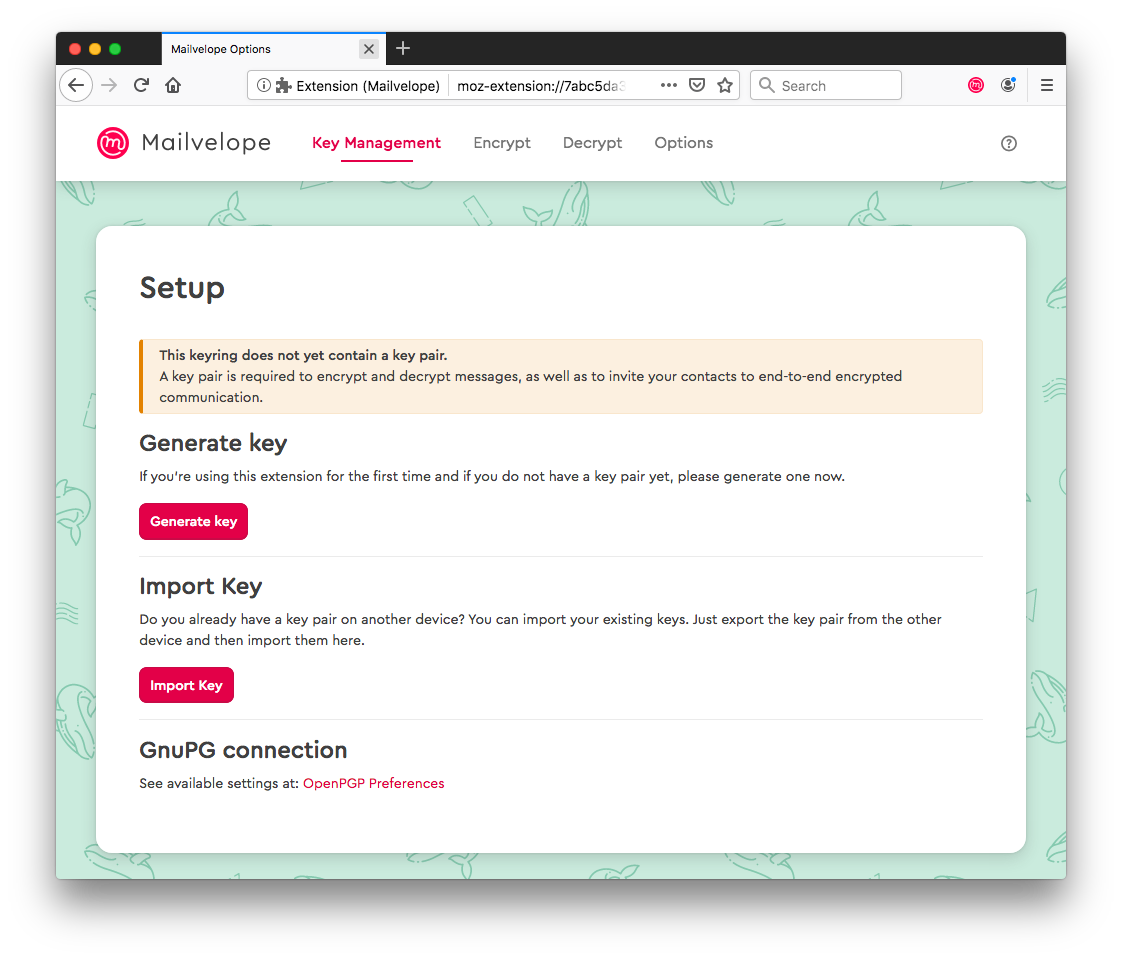 Mailvelope Options
Extension (Mailvelope) moz-extension://7abc5da3 Search
Mailvelope Key Management Encrypt Decrypt Options
Setup
This keyring does not yet contain a key pair.
A key pair is required to encrypt and decrypt messages, as well as to invite your contacts to end-to-end encrypted
communication.
Generate key
If you're using this extension for the first time and if you do not have a key pair yet, please generate one now.
Generate key
Import Key
Do you already have a key pair on another device? You can import your existing keys. Just export the key pair from the other
device and then import them here.
Import Key
GnuPG connection
See available settings at: OpenPGP Preferences